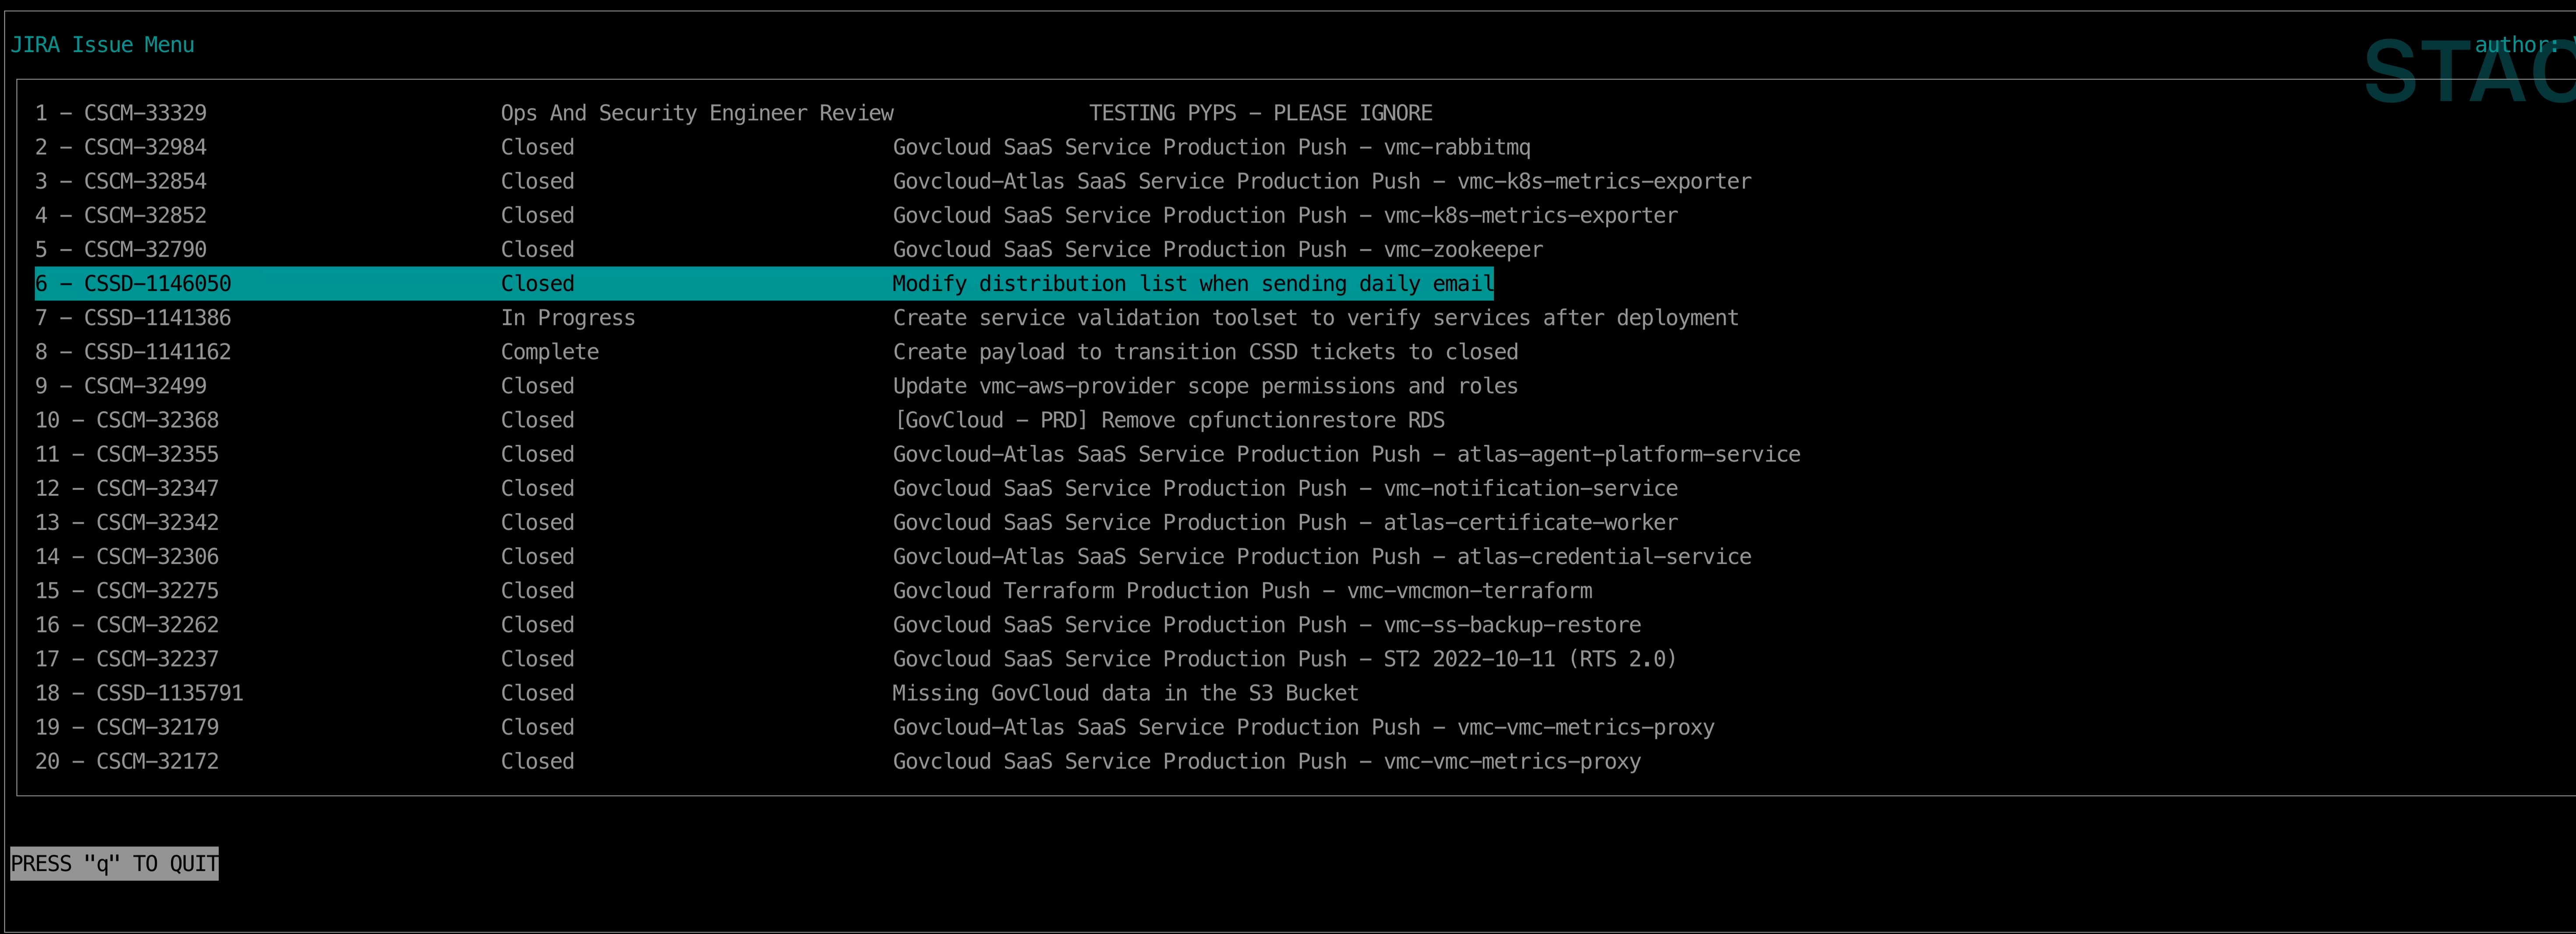 JIRA Issue Menu author:
STAC
1 - CSCM-33329 Ops And Security Engineer Review TESTING PYPS - PLEASE IGNORE
2 - CSCM-32984 Closed Govcloud SaaS Service Production Push - vmc-rabbitmq
3 - CSCM-32854 Closed Govcloud-Atlas SaaS Service Production Push - vmc-k8s-metrics-exporter
4 - CSCM-32852 Closed Govcloud SaaS Service Production Push - vmc-k8s-metrics-exporter
5 - CSCM-32790 Closed Govcloud SaaS Service Production Push - vmc-zookeeper
6 - CSSD-1146050 Closed Modify distribution list when sending daily email
7 - CSSD-1141386 In Progress Create service validation toolset to verify services after deployment
8 - CSSD-1141162 Complete Create payload to transition CSSD tickets to closed
9 - CSCM-32499 Closed Update vmc-aws-provider scope permissions and roles
10 - CSCM-32368 Closed [GovCloud - PRD] Remove cpfunctionrestore RDS
11 - CSCM-32355 Closed Govcloud-Atlas SaaS Service Production Push - atlas-agent-platform-service
12 - CSCM-32347 Closed Govcloud SaaS Service Production Push - vmc-notification-service
13 - CSCM-32342 Closed Govcloud SaaS Service Production Push - atlas-certificate-worker
14 - CSCM-32306 Closed Govcloud-Atlas SaaS Service Production Push - atlas-credential-service
15 - CSCM-32275 Closed Govcloud Terraform Production Push - vmc-vmcmon-terraform
16 - CSCM-32262 Closed Govcloud SaaS Service Production Push - vmc-ss-backup-restore
17 - CSCM-32237 Closed Govcloud SaaS Service Production Push - ST2 2022-10-11 (RTS 2.0)
18 - CSSD-1135791 Closed Missing GovCloud data in the S3 Bucket
19 - CSCM-32179 Closed Govcloud-Atlas SaaS Service Production Push - vmc-vmc-metrics-proxy
20 - CSCM-32172 Closed Govcloud SaaS Service Production Push - vmc-vmc-metrics-proxy
PRESS "q" TO QUIT